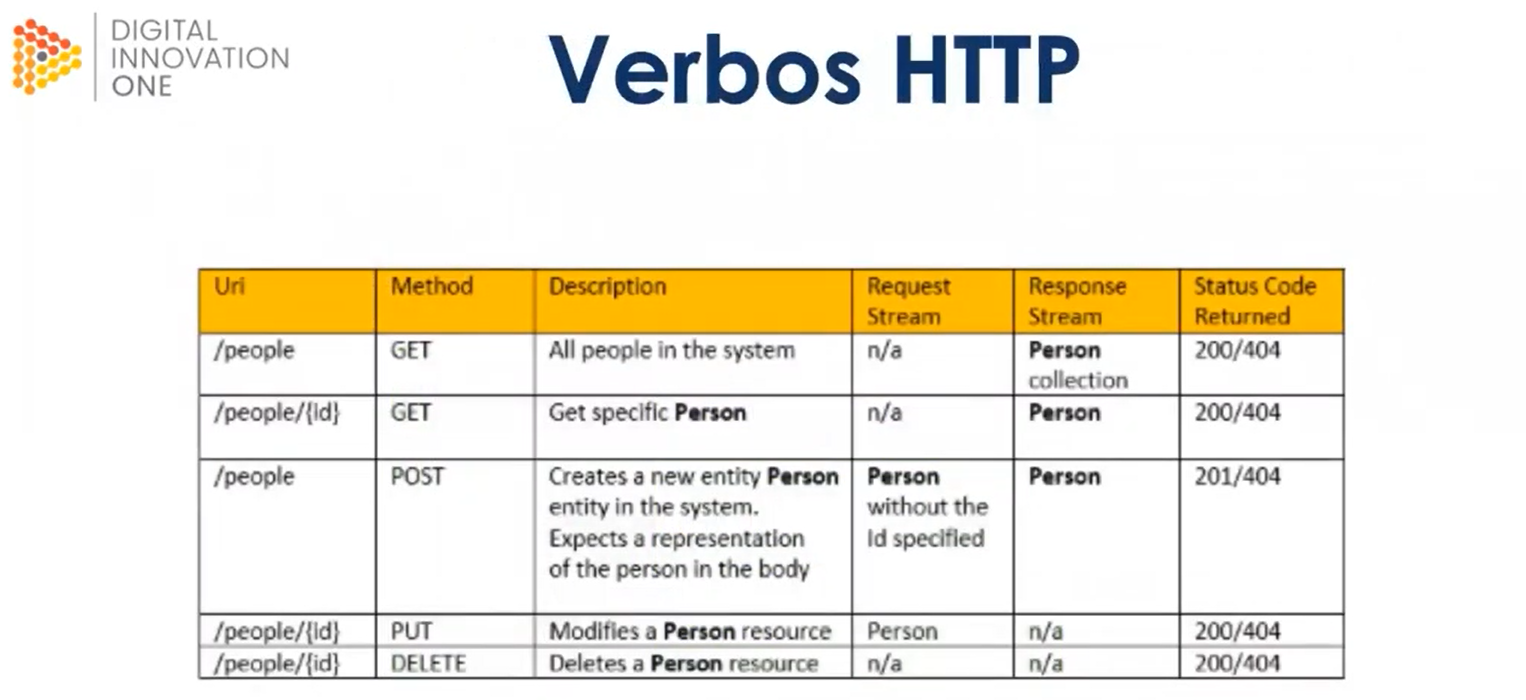 DIGITAL
INNOVATION
ONE
Verbos HTTP
Uri Method Description Request Stream Response Stream Status Code Returned
/people GET All people in the system n/a Person collection 200/404
/people/{id} GET Get specific Person n/a Person 200/404
/people POST Creates a new entity Person entity in the system. Expects a representation of the person in the body Person without the Id specified Person 201/404
/people/{id} PUT Modifies a Person resource Person n/a 200/404
/people/{id} DELETE Deletes a Person resource n/a n/a 200/404